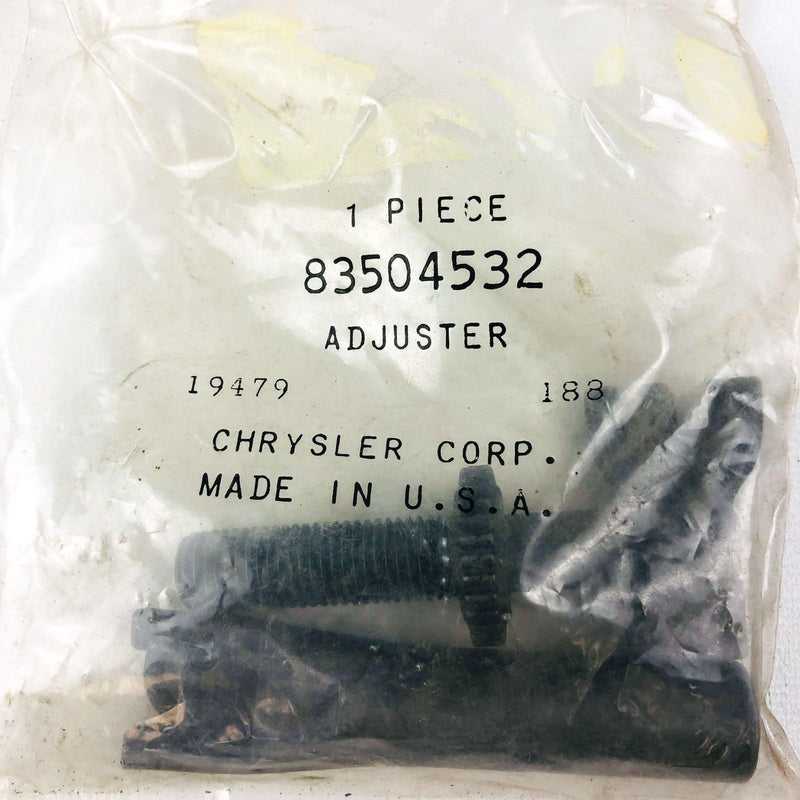 1 PIECE
83504532
ADJUSTER
19479 188
CHRYSLER CORP.
MADE IN U.S.A.